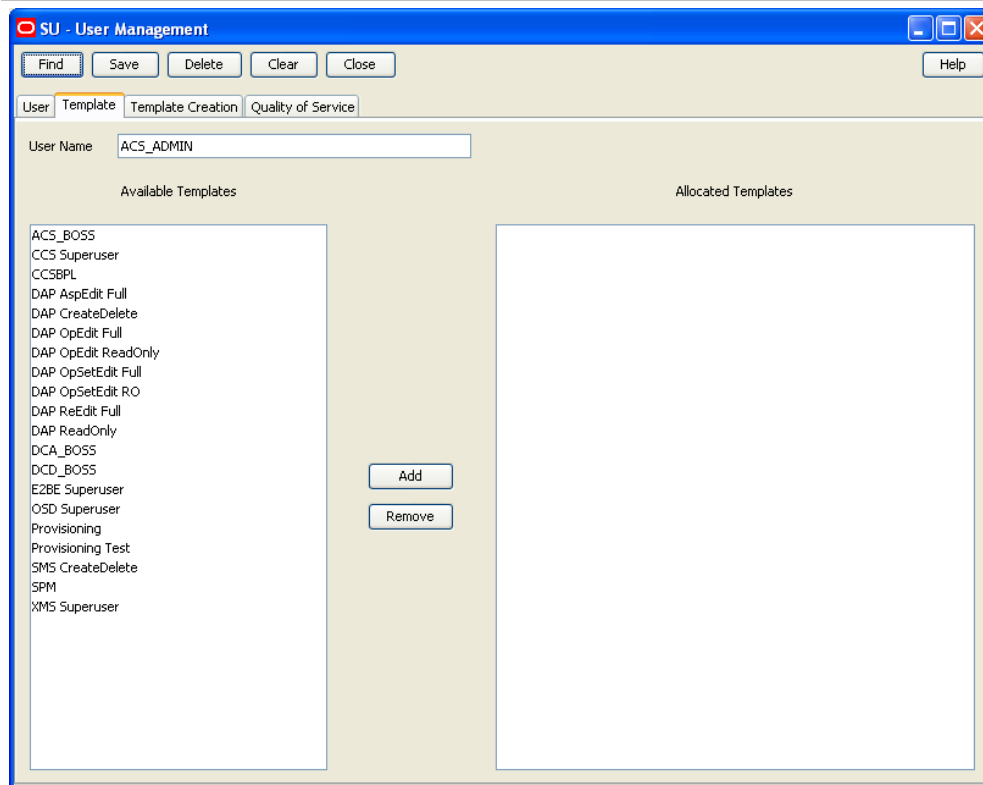 SU - User Management
Find Save Delete Clear Close Help
User Template Template Creation Quality of Service
User Name ACS_ADMIN
Available Templates Allocated Templates
ACS_BOSS
CCS Superuser
CCSBPL
DAP AspEdit Full
DAP CreateDelete
DAP OpEdit Full
DAP OpEdit ReadOnly
DAP OpSetEdit Full
DAP OpSetEdit RO
DAP ReEdit Full
DAP ReadOnly
DCA_BOSS
DCD_BOSS
E2BE Superuser
OSD Superuser
Provisioning
Provisioning Test
SMS CreateDelete
SPM
XMS Superuser
Add
Remove